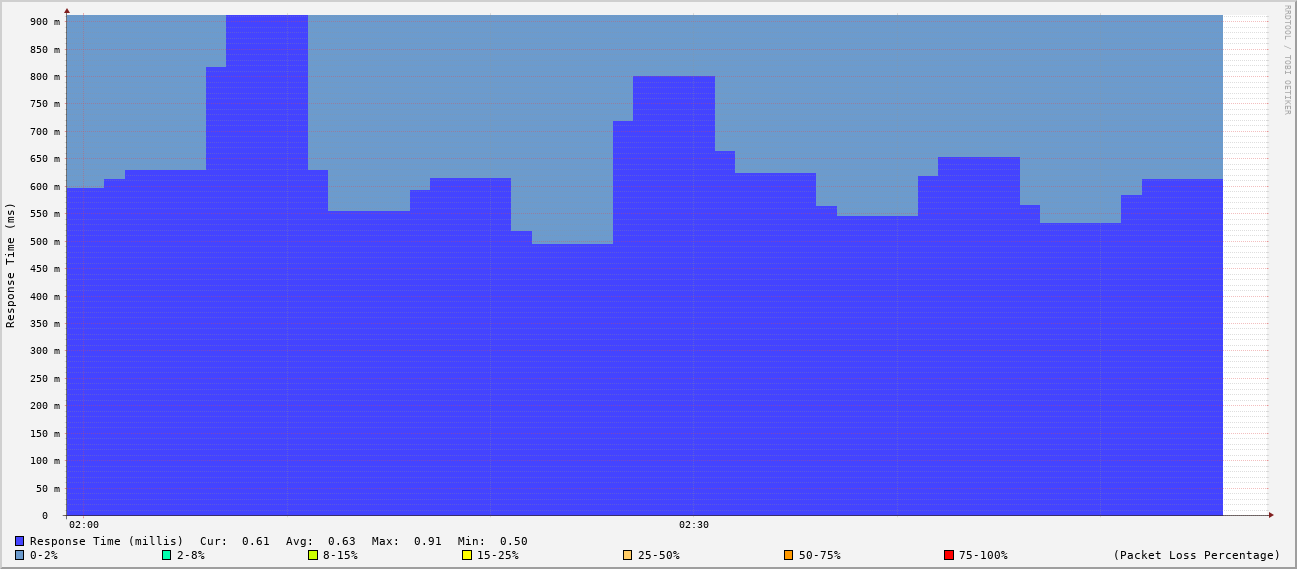 RRDTOOL / TOBI OETIKER
Response Time (ms)
900 m
850 m
800 m
750 m
700 m
650 m
600 m
550 m
500 m
450 m
400 m
350 m
300 m
250 m
200 m
150 m
100 m
50 m
0
02:00 02:30
Response Time (millis) Cur: 0.61 Avg: 0.63 Max: 0.91 Min: 0.50
0-2% 2-8% 8-15% 15-25% 25-50% 50-75% 75-100% (Packet Loss Percentage)